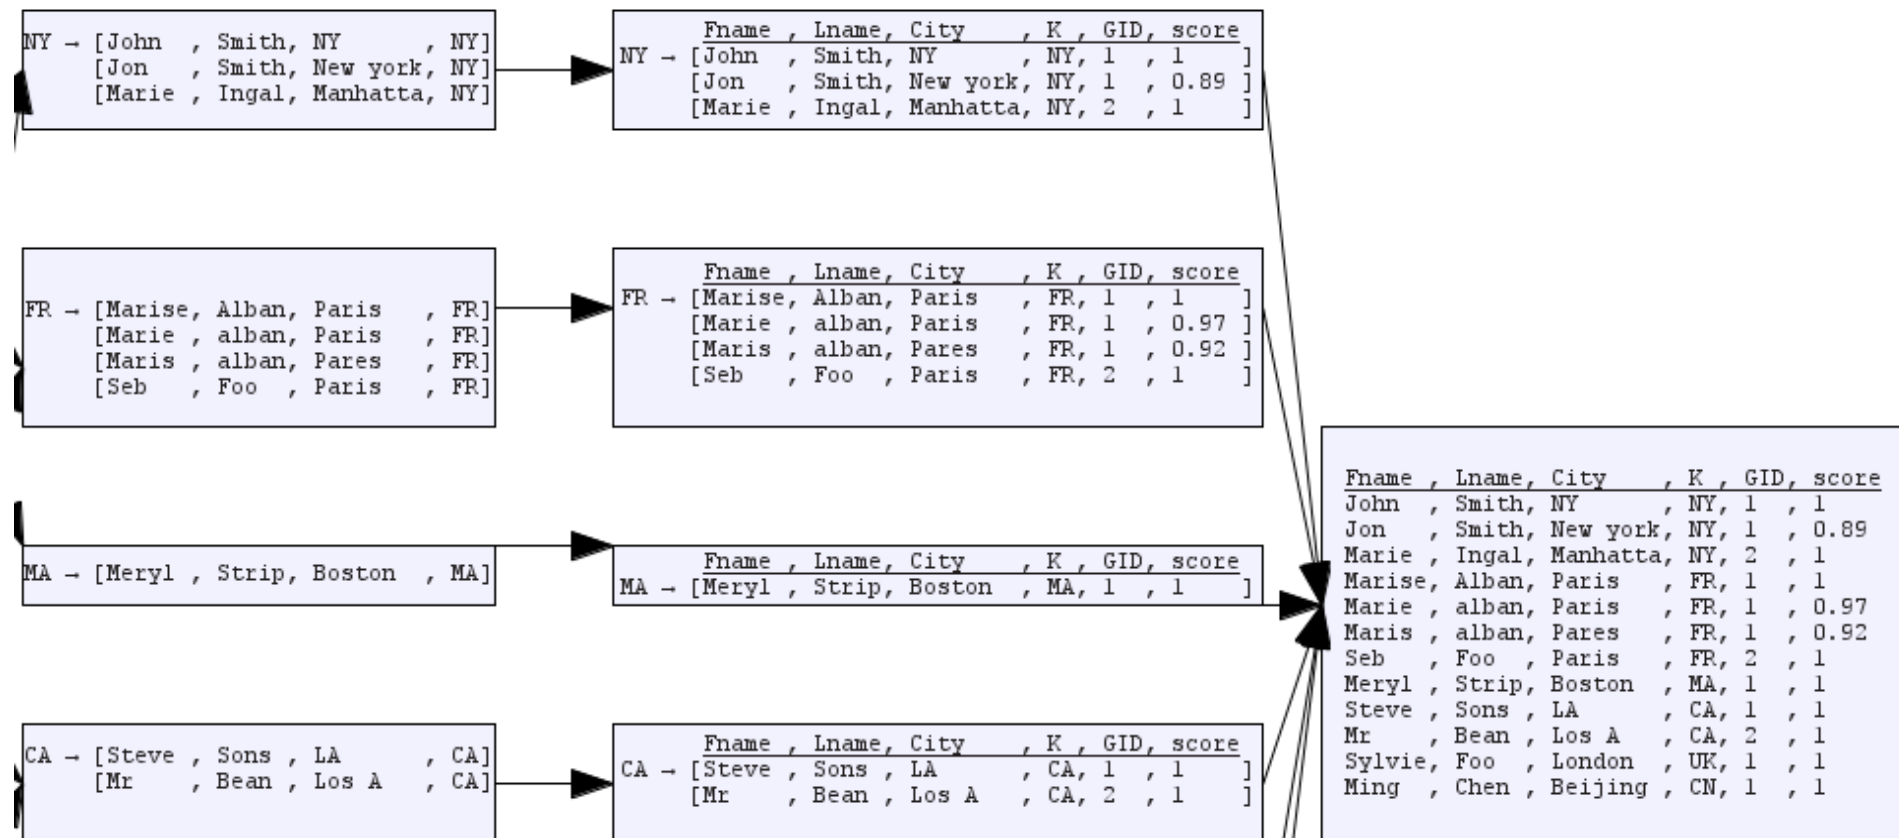 NY → [John  , Smith, NY      , NY]
[Jon   , Smith, New york, NY]
[Marie , Ingal, Manhatta, NY]
Fname , Lname, City    , K , GID, score
NY → [John  , Smith, NY      , NY, 1  , 1    ]
[Jon   , Smith, New york, NY, 1  , 0.89 ]
[Marie , Ingal, Manhatta, NY, 2  , 1    ]
FR → [Marise, Alban, Paris   , FR]
[Marie , alban, Paris   , FR]
[Maris , alban, Pares   , FR]
[Seb   , Foo  , Paris   , FR]
Fname , Lname, City    , K , GID, score
FR → [Marise, Alban, Paris   , FR, 1  , 1    ]
[Marie , alban, Paris   , FR, 1  , 0.97 ]
[Maris , alban, Pares   , FR, 1  , 0.92 ]
[Seb   , Foo  , Paris   , FR, 2  , 1    ]
MA → [Meryl , Strip, Boston  , MA]
Fname , Lname, City    , K , GID, score
MA → [Meryl , Strip, Boston  , MA, 1  , 1    ]
CA → [Steve , Sons , LA      , CA]
[Mr    , Bean , Los A   , CA]
Fname , Lname, City    , K , GID, score
CA → [Steve , Sons , LA      , CA, 1  , 1    ]
[Mr    , Bean , Los A   , CA, 2  , 1    ]
Fname , Lname, City    , K , GID, score
John  , Smith, NY      , NY, 1  , 1
Jon   , Smith, New york, NY, 1  , 0.89
Marie , Ingal, Manhatta, NY, 2  , 1
Marise, Alban, Paris   , FR, 1  , 1
Marie , alban, Paris   , FR, 1  , 0.97
Maris , alban, Pares   , FR, 1  , 0.92
Seb   , Foo  , Paris   , FR, 2  , 1
Meryl , Strip, Boston  , MA, 1  , 1
Steve , Sons , LA      , CA, 1  , 1
Mr    , Bean , Los A   , CA, 2  , 1
Sylvie, Foo  , London  , UK, 1  , 1
Ming  , Chen , Beijing , CN, 1  , 1